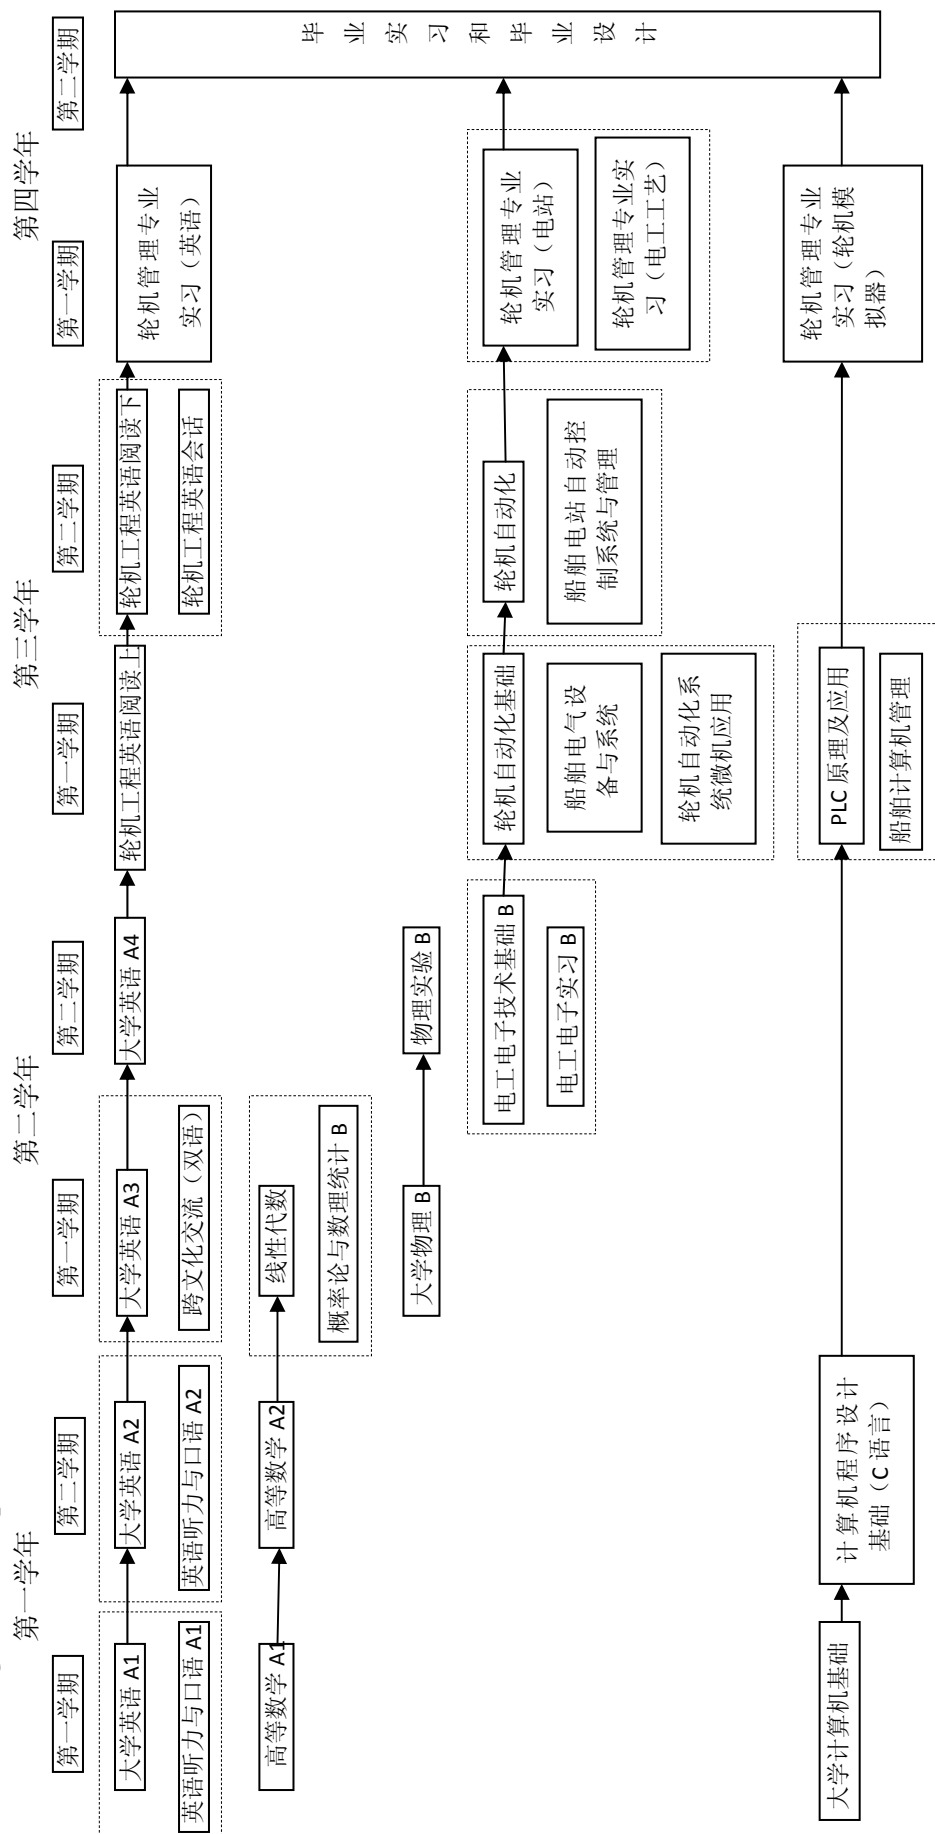 第一学年
第二学年
第三学年
第四学年
第一学期
第二学期
第一学期
第二学期
第一学期
第二学期
第一学期
第二学期
大学英语 A1
大学英语 A2
大学英语 A3
大学英语 A4
轮机工程英语阅读上
轮机工程英语阅读下
轮机管理专业
实习（英语）
毕业实习和毕业设计
英语听力与口语 A1
英语听力与口语 A2
跨文化交流（双语）
轮机工程英语会话
高等数学 A1
高等数学 A2
线性代数
概率论与数理统计 B
大学物理 B
物理实验 B
电工电子技术基础 B
轮机自动化基础
轮机自动化
轮机管理专业
实习（电站）
电工电子实习 B
船舶电气设
备与系统
船舶电站自动控
制系统与管理
轮机管理专业实
习（电工工艺）
轮机自动化系
统微机应用
大学计算机基础
计算机程序设计
基础（C 语言）
PLC 原理及应用
轮机管理专业
实习（轮机模
拟器）
船舶计算机管理